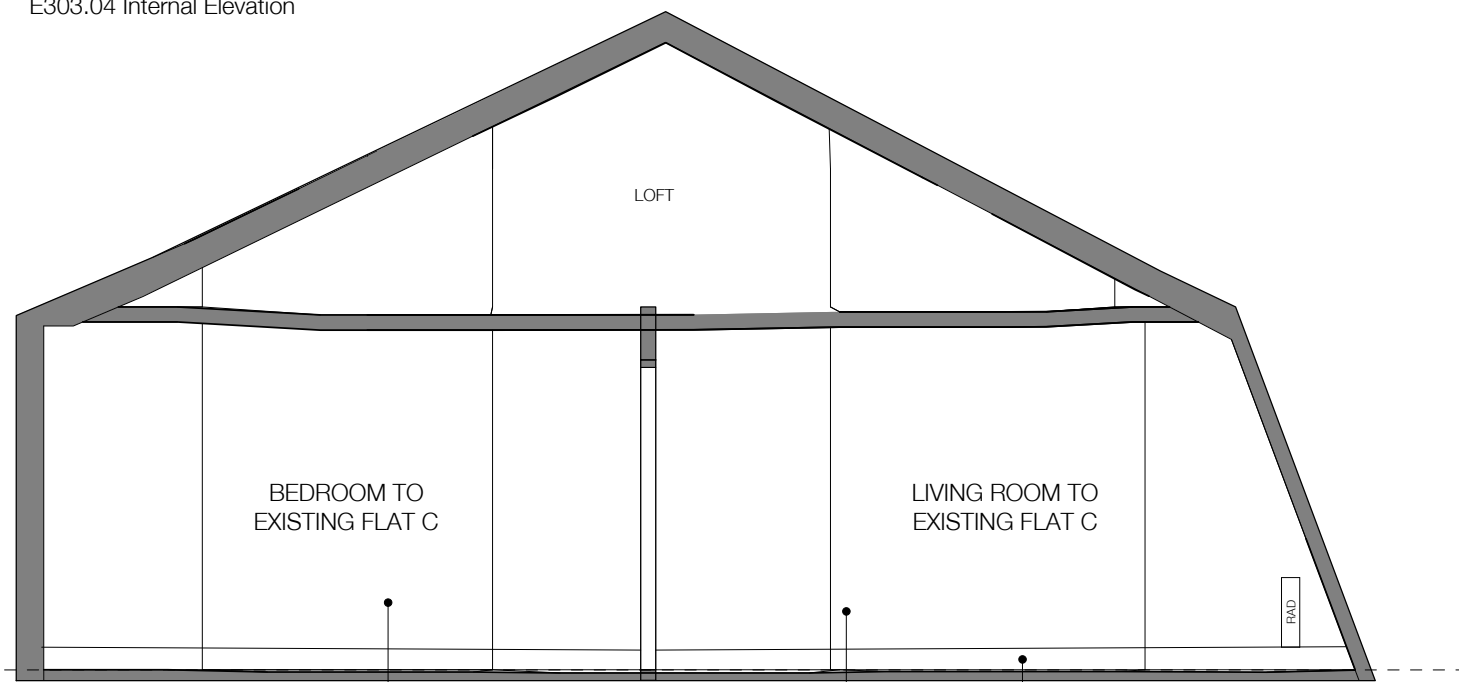 E303.04 Internal Elevation
LOFT
BEDROOM TO
EXISTING FLAT C
LIVING ROOM TO
EXISTING FLAT C
RAD